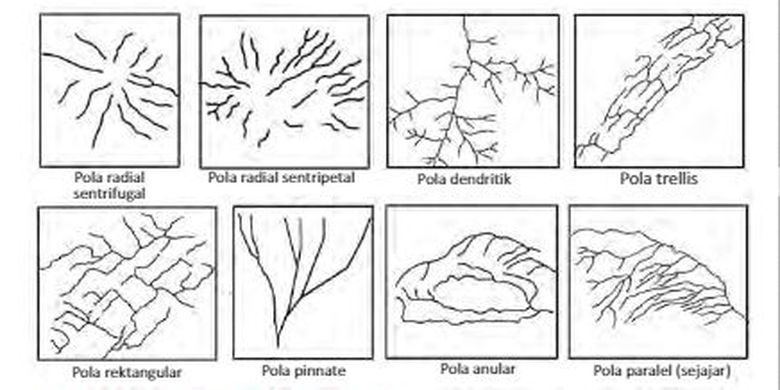 Pola radial
sentrifugal
Pola radial sentripetal
Pola dendritik
Pola trellis
Pola rektangular
Pola pinnate
Pola anular
Pola paralel (sejajar)